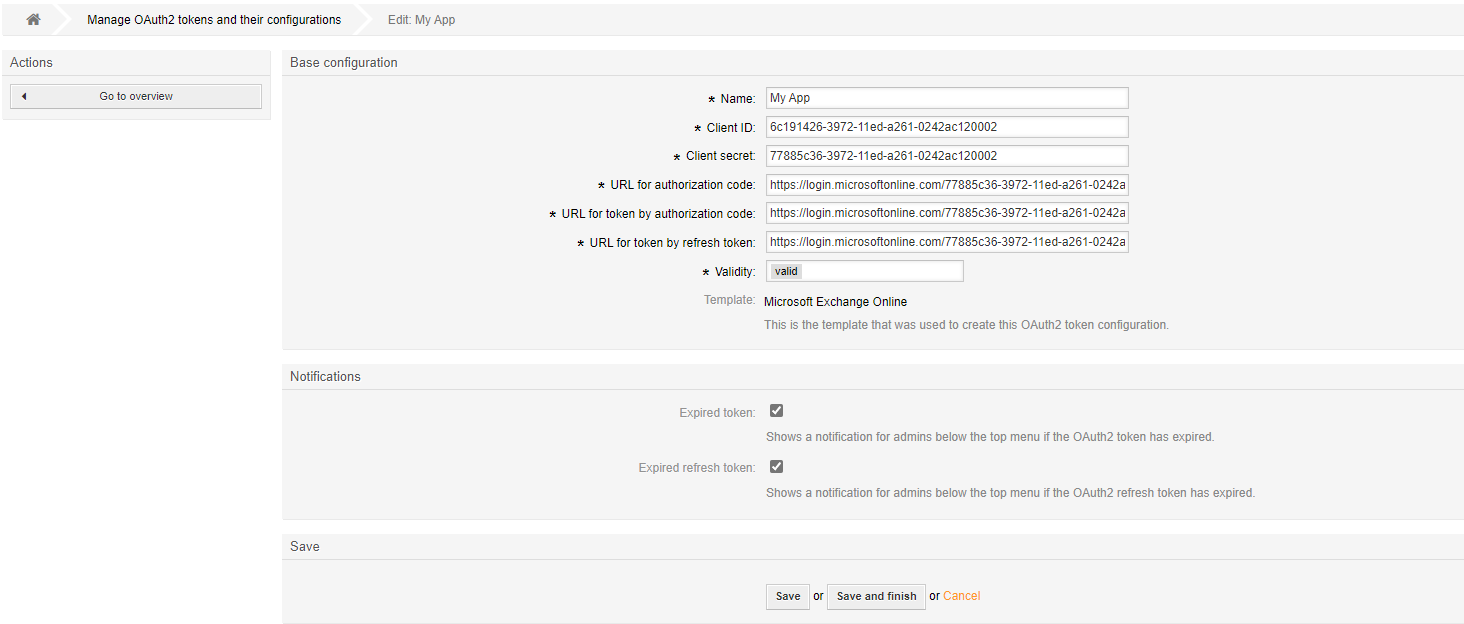 Manage OAuth2 tokens and their configurations Edit: My App
Actions
Go to overview
Base configuration
* Name: My App
* Client ID: 6c191426-3972-11ed-a261-0242ac120002
* Client secret: 77885c36-3972-11ed-a261-0242ac120002
* URL for authorization code: https://login.microsoftonline.com/77885c36-3972-11ed-a261-0242a
* URL for token by authorization code: https://login.microsoftonline.com/77885c36-3972-11ed-a261-0242a
* URL for token by refresh token: https://login.microsoftonline.com/77885c36-3972-11ed-a261-0242a
* Validity: valid
Template: Microsoft Exchange Online
This is the template that was used to create this OAuth2 token configuration.
Notifications
Expired token:
Shows a notification for admins below the top menu if the OAuth2 token has expired.
Expired refresh token:
Shows a notification for admins below the top menu if the OAuth2 refresh token has expired.
Save
Save or Save and finish or Cancel